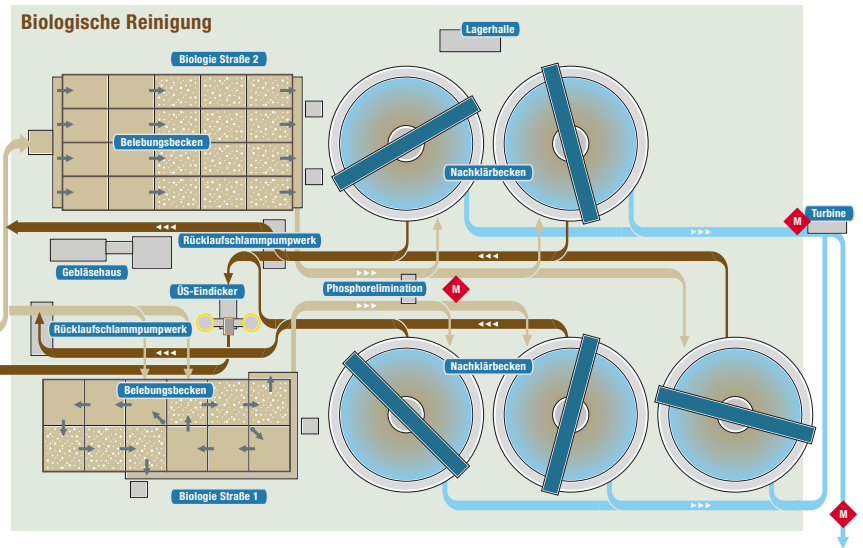 Biologische Reinigung
Lagerhalle
Biologie Straße 2
Belebungsbecken
Nachklärbecken
M
Turbine
Rücklaufschlammpumpwerk
Gebläsehaus
ÜS-Eindicker
Phosphorelimination
M
Rücklaufschlammpumpwerk
Nachklärbecken
Belebungsbecken
Biologie Straße 1
M